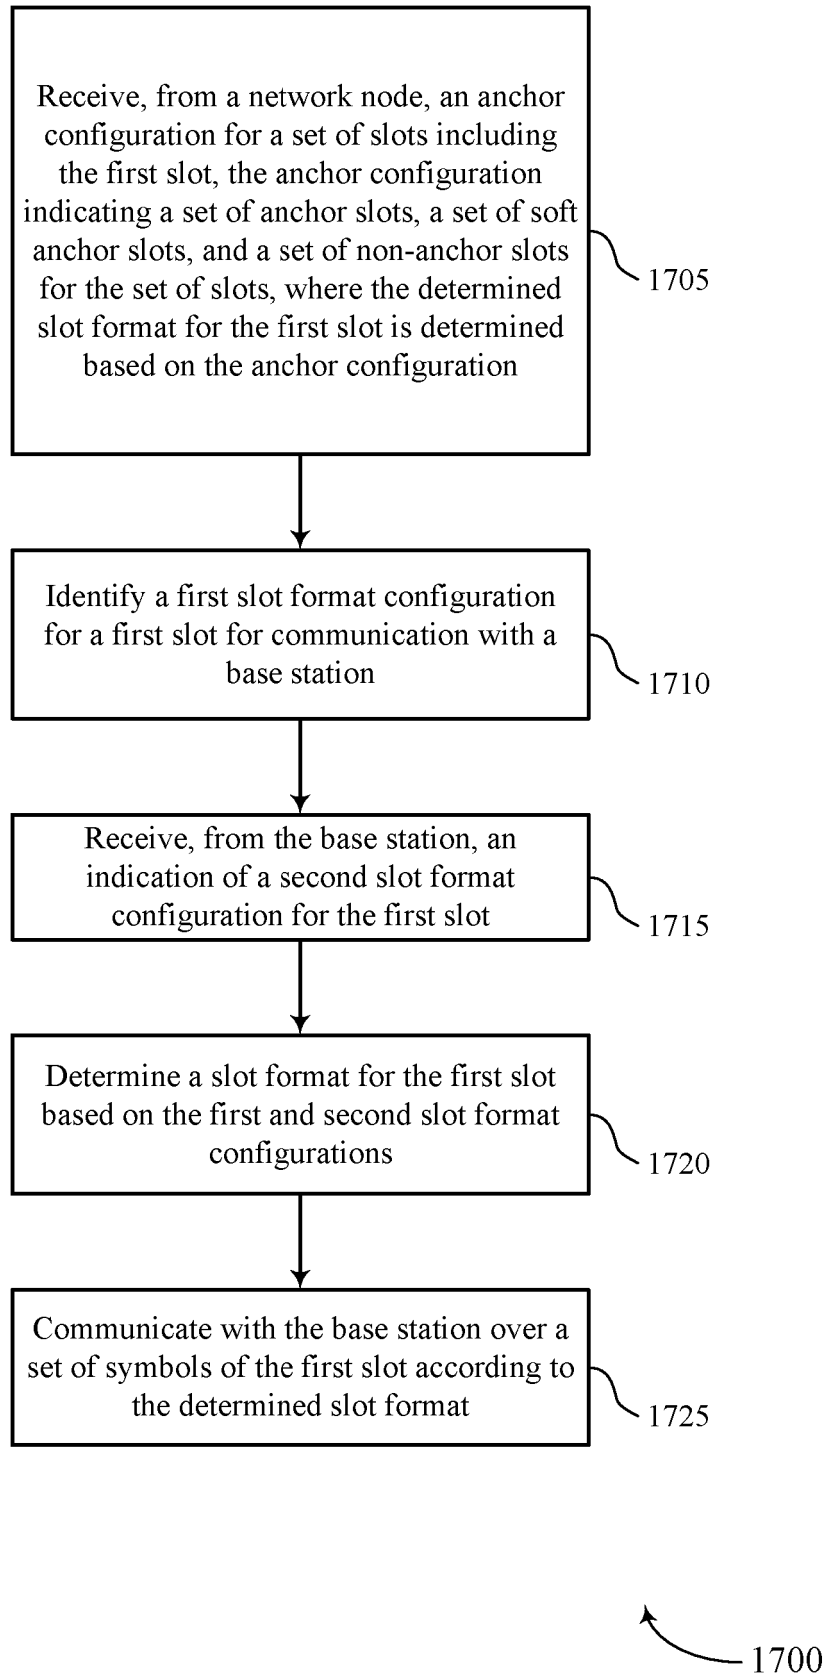 Receive, from a network node, an anchor
configuration for a set of slots including
the first slot, the anchor configuration
indicating a set of anchor slots, a set of soft
anchor slots, and a set of non-anchor slots
for the set of slots, where the determined
slot format for the first slot is determined
based on the anchor configuration
1705
Identify a first slot format configuration
for a first slot for communication with a
base station
1710
Receive, from the base station, an
indication of a second slot format
configuration for the first slot
1715
Determine a slot format for the first slot
based on the first and second slot format
configurations
1720
Communicate with the base station over a
set of symbols of the first slot according to
the determined slot format
1725
1700